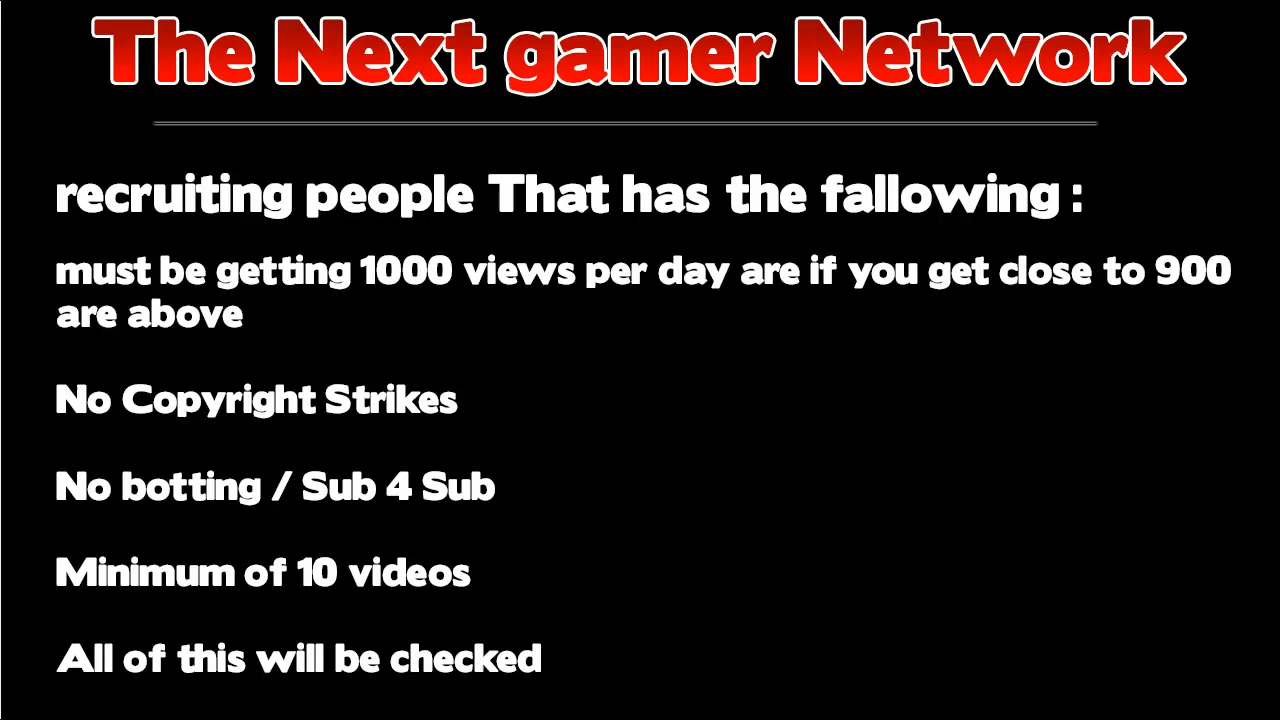 The Next gamer Network
recruiting people That has the fallowing :
must be getting 1000 views per day are if you get close to 900
are above
No Copyright Strikes
No botting / Sub 4 Sub
Minimum of 10 videos
All of this will be checked